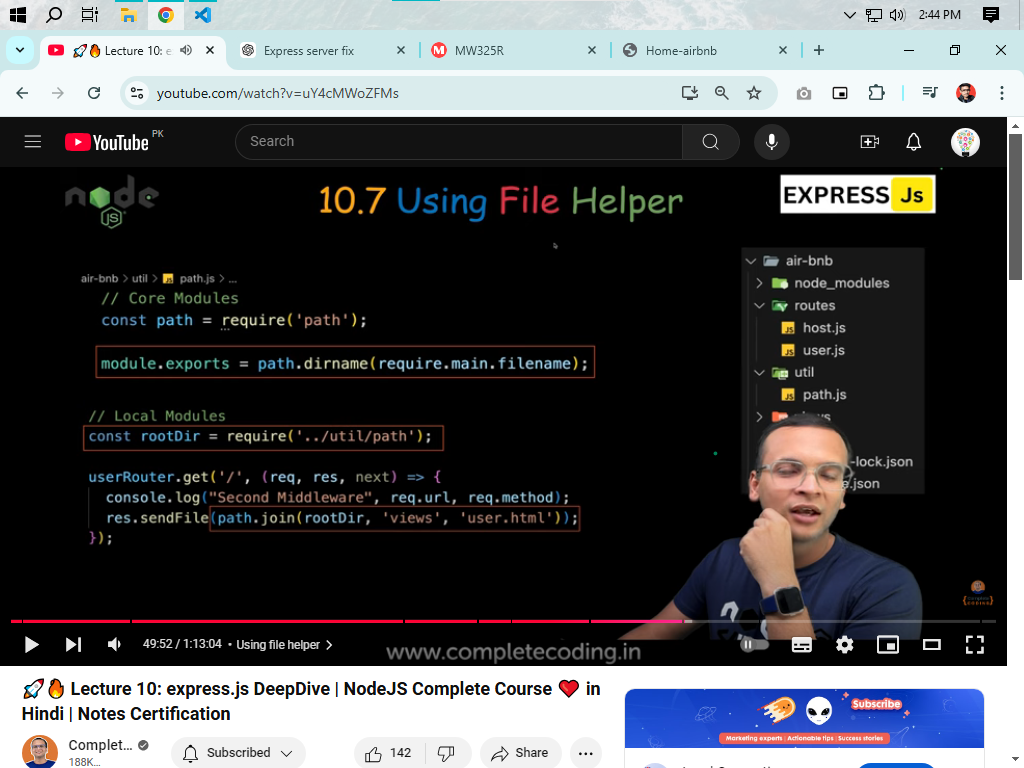 2:44 PM
🚀🔥 Lecture 10: e
Express server fix
MW325R
Home-airbnb
youtube.com/watch?v=uY4cMWoZFMs
YouTube PK
Search
node
JS
10.7 Using File Helper
EXPRESS Js
air-bnb > util > JS path.js > ...
// Core Modules
const path = require('path');
module.exports = path.dirname(require.main.filename);
// Local Modules
const rootDir = require('../util/path');
userRouter.get('/', (req, res, next) => {
console.log("Second Middleware", req.url, req.method);
res.sendFile(path.join(rootDir, 'views', 'user.html'));
});
air-bnb
node_modules
routes
JS host.js
JS user.js
util
JS path.js
views
-lock.json
.json
49:52 / 1:13:04 • Using file helper >
www.completecoding.in
🚀🔥 Lecture 10: express.js DeepDive | NodeJS Complete Course ❤️ in
Hindi | Notes Certification
Complet...
188K...
Subscribed
142
Share
Subscribe
Marketing experts | Actionable tips | Success stories